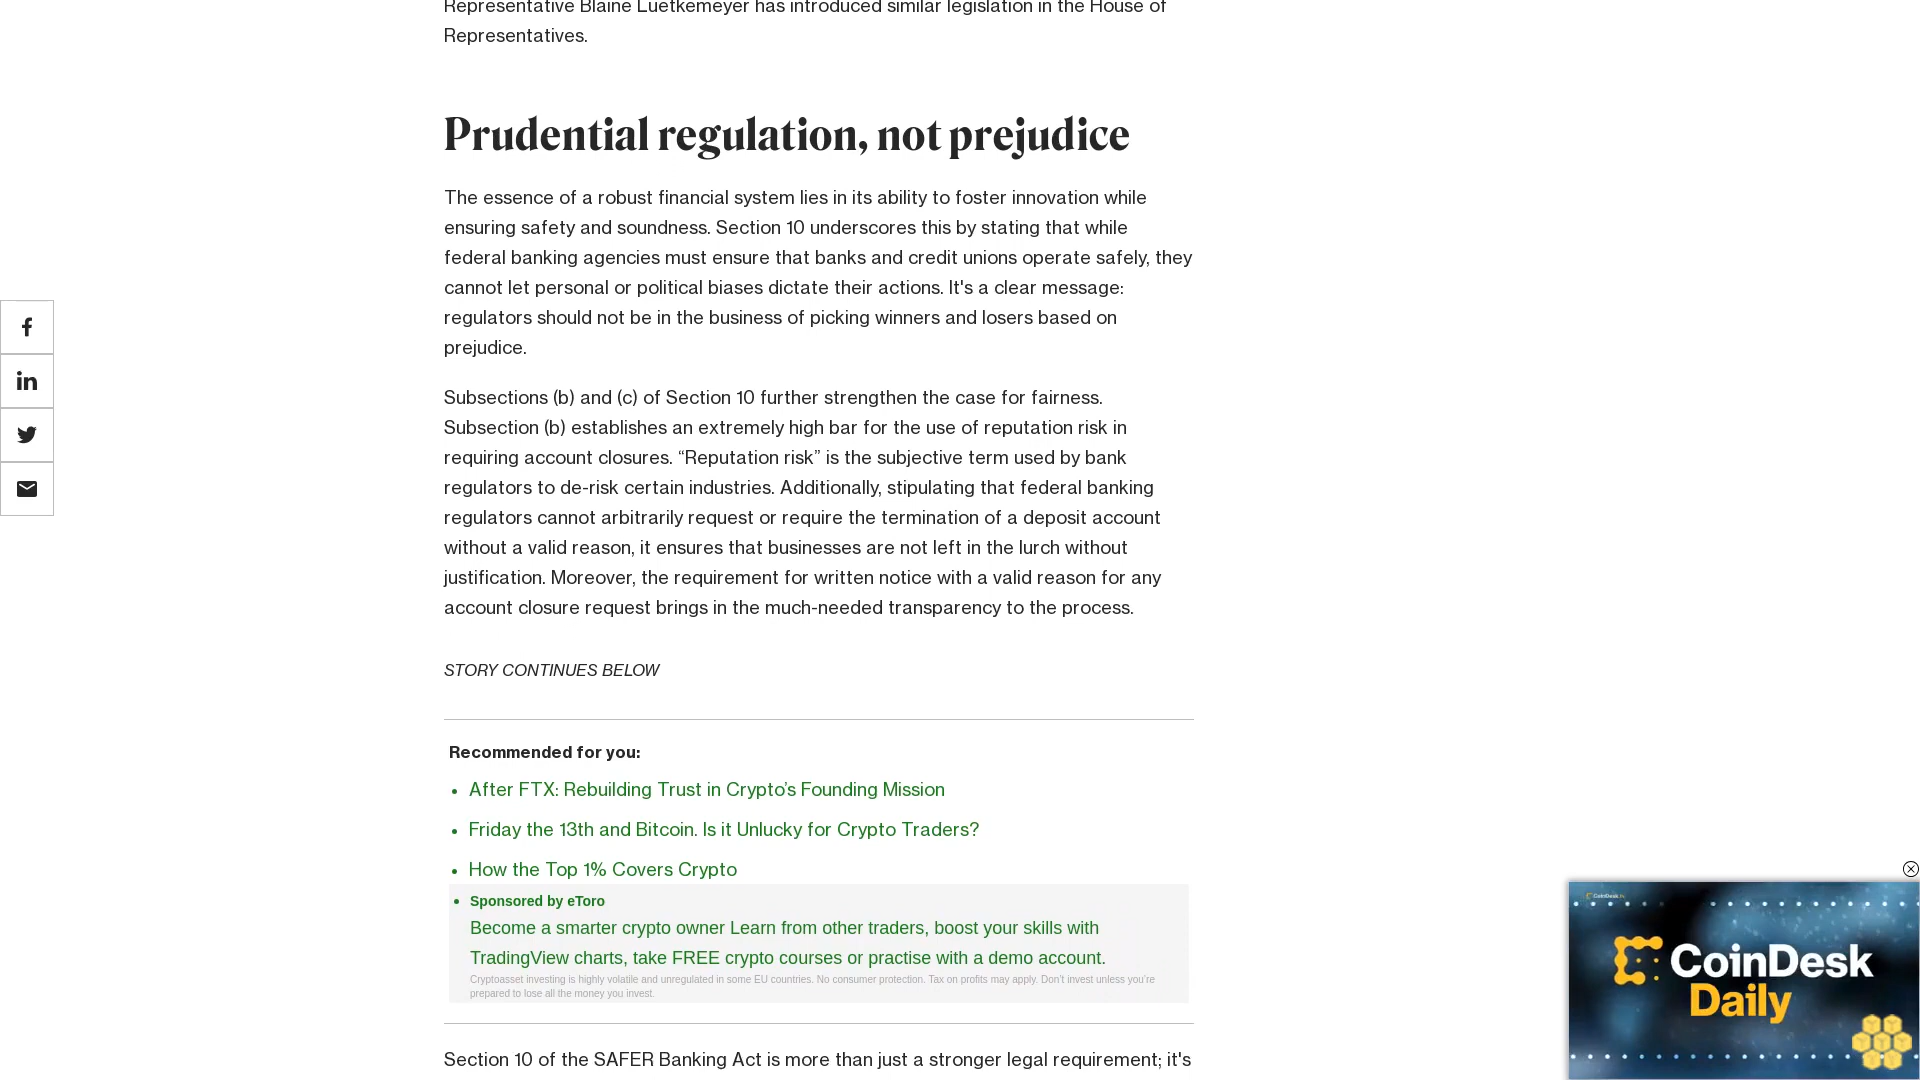 Representative Blaine Luetkemeyer has introduced similar legislation in the House of
Representatives.
Prudential regulation, not prejudice
The essence of a robust financial system lies in its ability to foster innovation while
ensuring safety and soundness. Section 10 underscores this by stating that while
federal banking agencies must ensure that banks and credit unions operate safely, they
cannot let personal or political biases dictate their actions. It's a clear message:
regulators should not be in the business of picking winners and losers based on
prejudice.
Subsections (b) and (c) of Section 10 further strengthen the case for fairness.
Subsection (b) establishes an extremely high bar for the use of reputation risk in
requiring account closures. “Reputation risk” is the subjective term used by bank
regulators to de-risk certain industries. Additionally, stipulating that federal banking
regulators cannot arbitrarily request or require the termination of a deposit account
without a valid reason, it ensures that businesses are not left in the lurch without
justification. Moreover, the requirement for written notice with a valid reason for any
account closure request brings in the much-needed transparency to the process.
STORY CONTINUES BELOW
Recommended for you:
After FTX: Rebuilding Trust in Crypto’s Founding Mission
Friday the 13th and Bitcoin. Is it Unlucky for Crypto Traders?
How the Top 1% Covers Crypto
Sponsored by eToro
Become a smarter crypto owner Learn from other traders, boost your skills with
TradingView charts, take FREE crypto courses or practise with a demo account.
Cryptoasset investing is highly volatile and unregulated in some EU countries. No consumer protection. Tax on profits may apply. Don’t invest unless you’re
prepared to lose all the money you invest.
Section 10 of the SAFER Banking Act is more than just a stronger legal requirement; it's
CoinDesk
Daily